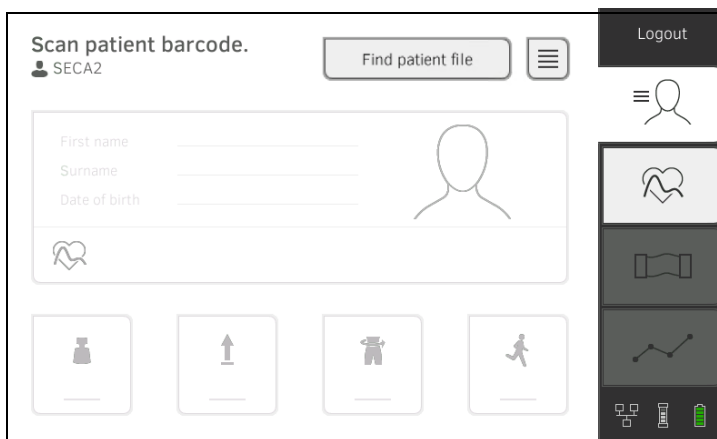 Scan patient barcode.
SECA2
Find patient file
Logout
First name
Surname
Date of birth